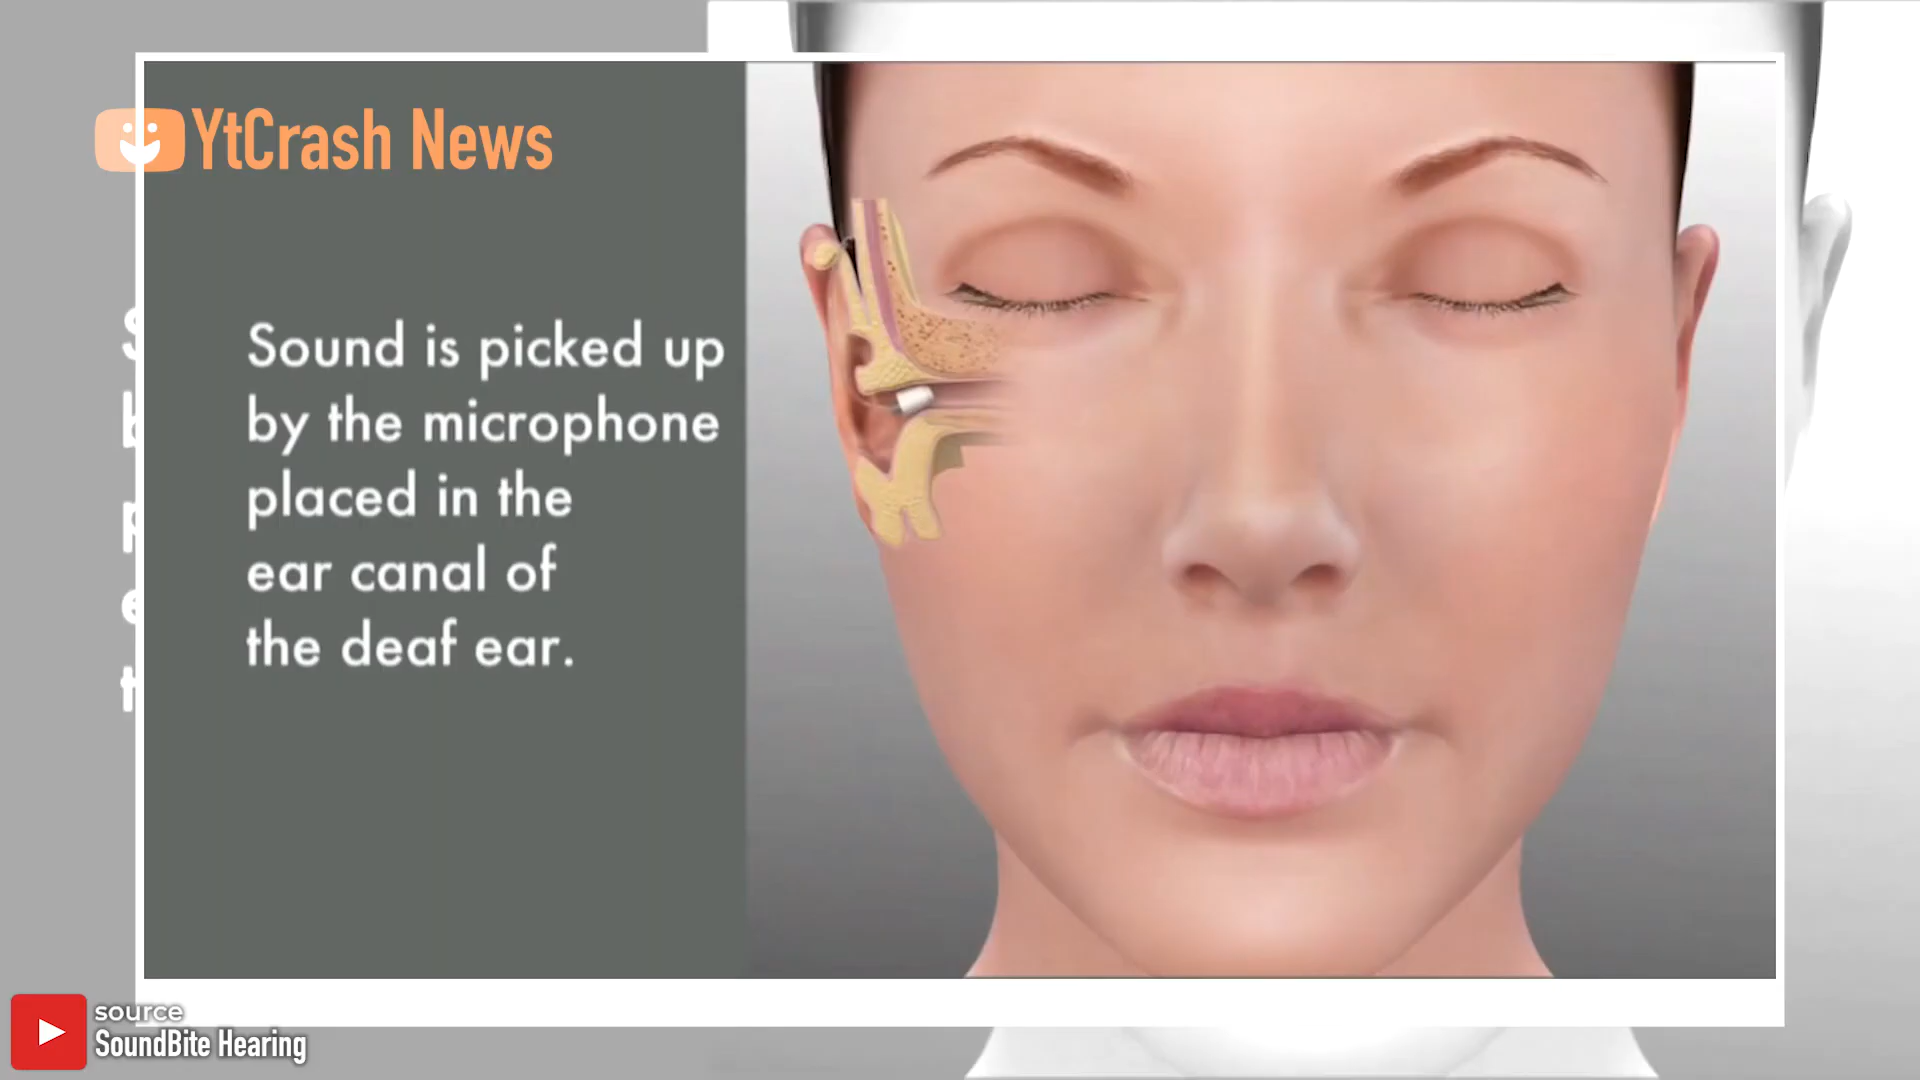 YtCrash News
Sound is picked up
by the microphone
placed in the
ear canal of
the deaf ear.
source
SoundBite Hearing